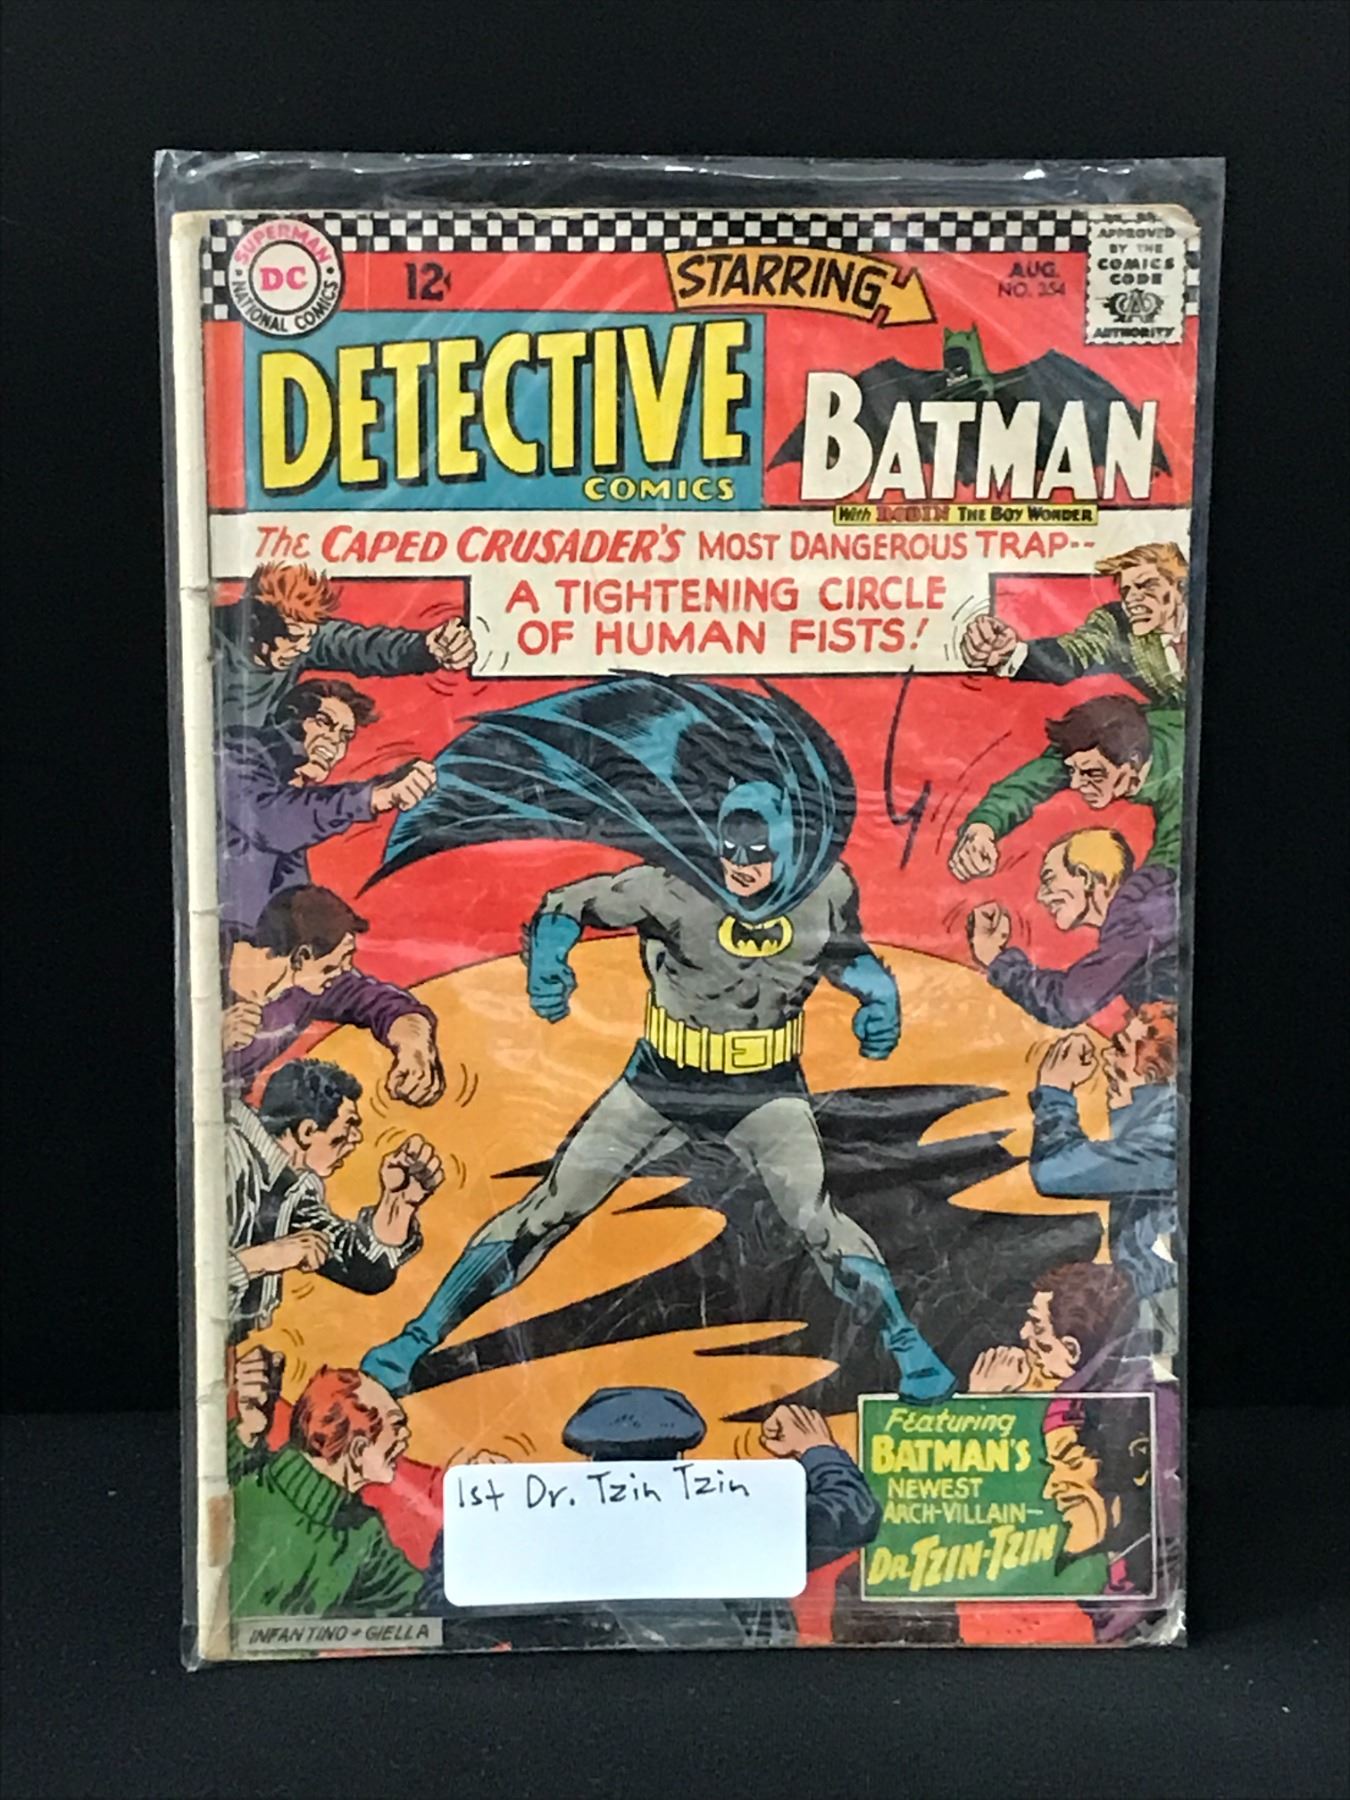 SUPERMAN
DC
NATIONAL COMICS
12¢
STARRING
AUG.
NO. 354
APPROVED
BY THE
COMICS
CODE
CA
AUTHORITY
DETECTIVE
COMICS
BATMAN
With ROBIN THE BOY WONDER
The CAPED CRUSADER'S MOST DANGEROUS TRAP--
A TIGHTENING CIRCLE
OF HUMAN FISTS!
Featuring
BATMAN'S
NEWEST
ARCH-VILLAIN—
DR. TZIN-TZIN
1st Dr. Tzin Tzin
INFANTINO + GIELLA